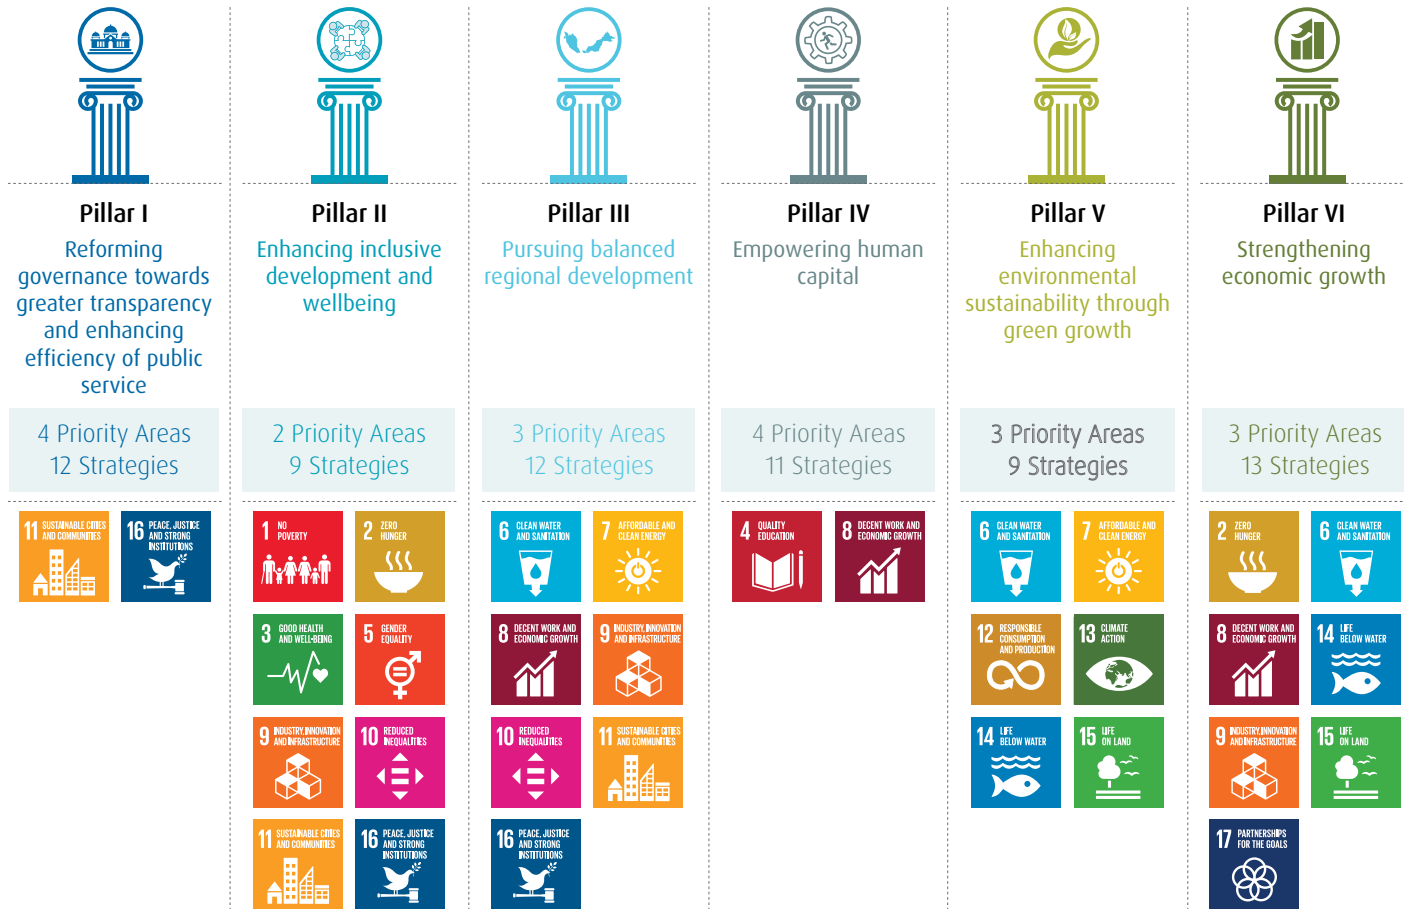 Pillar I
Reforming
governance towards
greater transparency
and enhancing
efficiency of public
service
4 Priority Areas
12 Strategies
11 SUSTAINABLE CITIES
AND COMMUNITIES
16 PEACE, JUSTICE
AND STRONG
INSTITUTIONS
Pillar II
Enhancing inclusive
development and
wellbeing
2 Priority Areas
9 Strategies
1 NO
POVERTY
2 ZERO
HUNGER
3 GOOD HEALTH
AND WELL-BEING
5 GENDER
EQUALITY
9 INDUSTRY, INNOVATION
AND INFRASTRUCTURE
10 REDUCED
INEQUALITIES
11 SUSTAINABLE CITIES
AND COMMUNITIES
16 PEACE, JUSTICE
AND STRONG
INSTITUTIONS
Pillar III
Pursuing balanced
regional development
3 Priority Areas
12 Strategies
6 CLEAN WATER
AND SANITATION
7 AFFORDABLE AND
CLEAN ENERGY
8 DECENT WORK AND
ECONOMIC GROWTH
9 INDUSTRY, INNOVATION
AND INFRASTRUCTURE
10 REDUCED
INEQUALITIES
11 SUSTAINABLE CITIES
AND COMMUNITIES
16 PEACE, JUSTICE
AND STRONG
INSTITUTIONS
Pillar IV
Empowering human
capital
4 Priority Areas
11 Strategies
4 QUALITY
EDUCATION
8 DECENT WORK AND
ECONOMIC GROWTH
Pillar V
Enhancing
environmental
sustainability through
green growth
3 Priority Areas
9 Strategies
6 CLEAN WATER
AND SANITATION
7 AFFORDABLE AND
CLEAN ENERGY
12 RESPONSIBLE
CONSUMPTION
AND PRODUCTION
13 CLIMATE
ACTION
14 LIFE
BELOW WATER
15 LIFE
ON LAND
Pillar VI
Strengthening
economic growth
3 Priority Areas
13 Strategies
2 ZERO
HUNGER
6 CLEAN WATER
AND SANITATION
8 DECENT WORK AND
ECONOMIC GROWTH
14 LIFE
BELOW WATER
9 INDUSTRY, INNOVATION
AND INFRASTRUCTURE
15 LIFE
ON LAND
17 PARTNERSHIPS
FOR THE GOALS